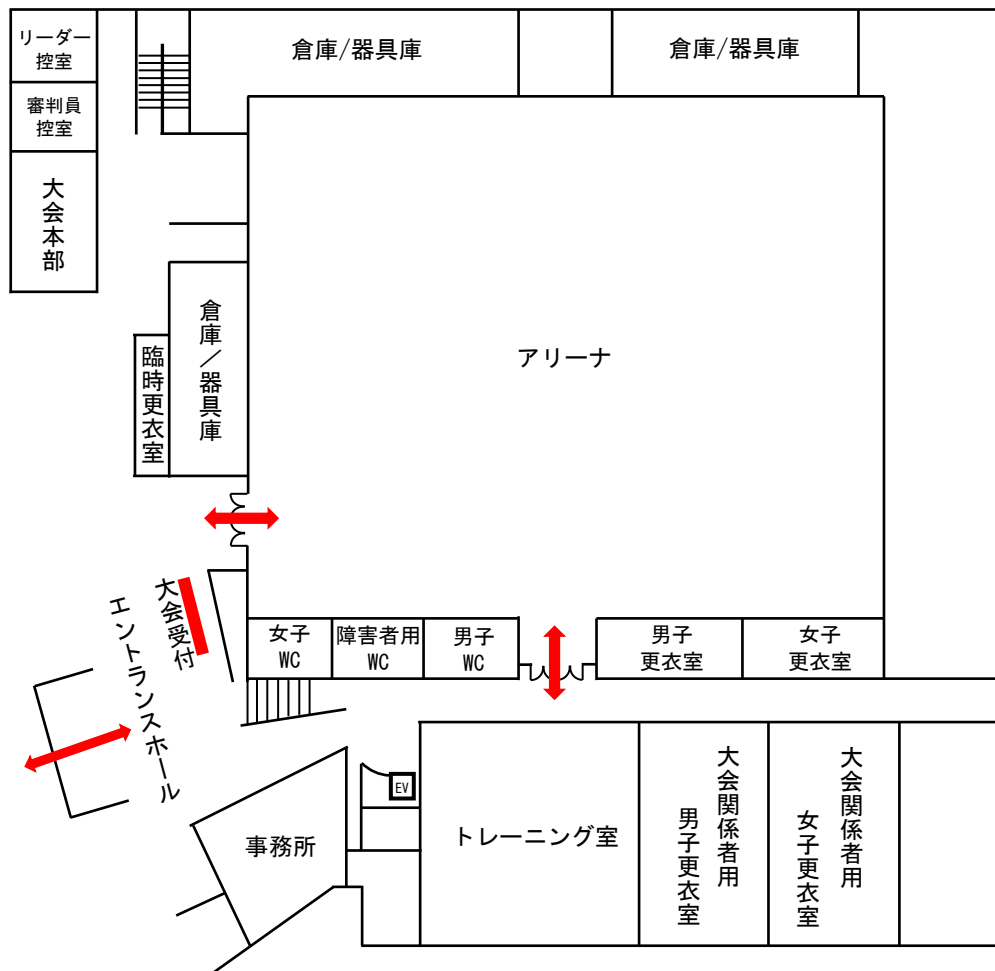 リーダー
控室
倉庫/器具庫
倉庫/器具庫
審判員
控室
大会本部
倉庫／器具庫
臨時更衣室
アリーナ
大会受付
エントランスホール
女子
WC
障害者用
WC
男子
WC
男子
更衣室
女子
更衣室
EV
事務所
トレーニング室
大会関係者用
男子更衣室
大会関係者用
女子更衣室